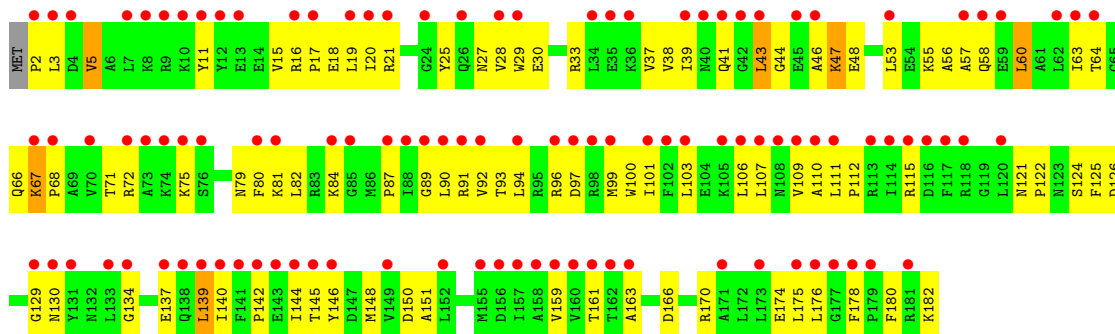 MET P2 L3 D4 V5 A6 L7 K8 R9 K10 Y11 Y12 E13 E14 V15 R16 P17 E18 L19 I20 R21 G24 Y25 Q26 N27 V28 W29 E30 R33 L34 E35 K36 V37 V38 I39 N40 Q41 G42 L43 G44 E45 A46 K47 E48 L53 E54 K55 A56 A57 Q58 E59 L60 A61 L62 I63 T64 G65
Q66 K67 P68 A69 V70 T71 R72 A73 K74 K75 S76 N79 F80 K81 L82 R83 K84 G85 M86 P87 I88 G89 L90 R91 V92 T93 L94 R95 R96 D97 R98 M99 W100 I101 F102 L103 E104 K105 L106 L107 N108 V109 A110 L111 P112 R113 I114 R115 D116 F117 R118 G119 L120 N121 P122 N123 S124 F125 D126
G129 N130 Y131 N132 L133 G134 E137 Q138 L139 I140 F141 P142 E143 I144 T145 Y146 D147 M148 V149 D150 A151 L152 M155 D156 I157 A158 V159 V160 T161 T162 A163 D166 R170 A171 L172 L173 E174 L175 L176 G177 F178 P179 F180 R181 K182